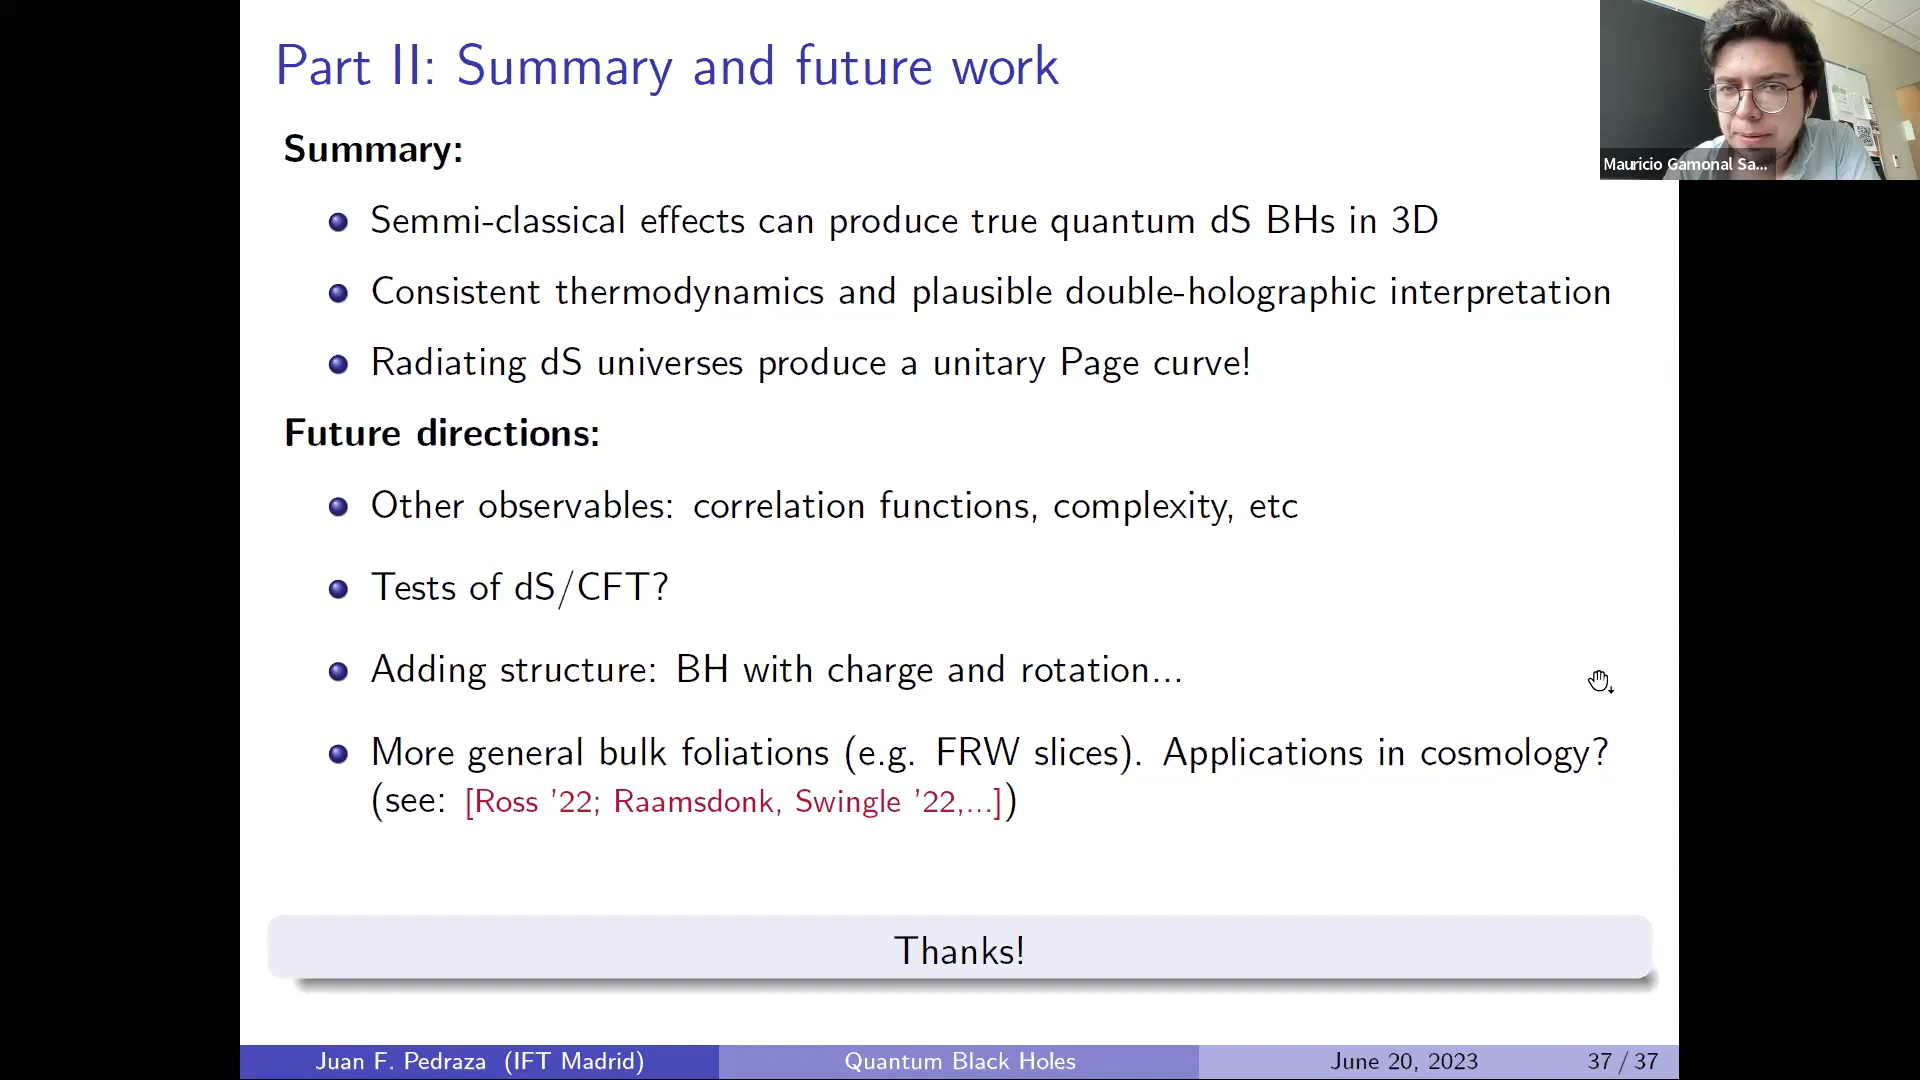 Part II: Summary and future work
Mauricio Gamonal Sa...
Summary:
Semmi-classical effects can produce true quantum dS BHs in 3D
Consistent thermodynamics and plausible double-holographic interpretation
Radiating dS universes produce a unitary Page curve!
Future directions:
Other observables: correlation functions, complexity, etc
Tests of dS/CFT?
Adding structure: BH with charge and rotation...
More general bulk foliations (e.g. FRW slices). Applications in cosmology?
(see: [Ross '22; Raamsdonk, Swingle '22,...])
Thanks!
Juan F. Pedraza (IFT Madrid) Quantum Black Holes June 20, 2023 37 / 37